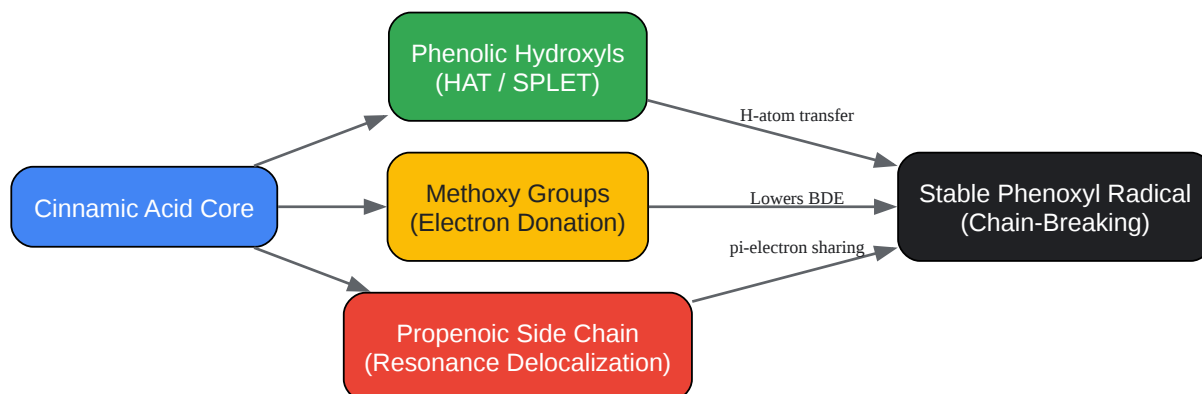 Phenolic Hydroxyls
(HAT / SPLET)
H-atom transfer
Cinnamic Acid Core
Methoxy Groups
(Electron Donation)
Lowers BDE
Stable Phenoxyl Radical
(Chain-Breaking)
pi-electron sharing
Propenoic Side Chain
(Resonance Delocalization)